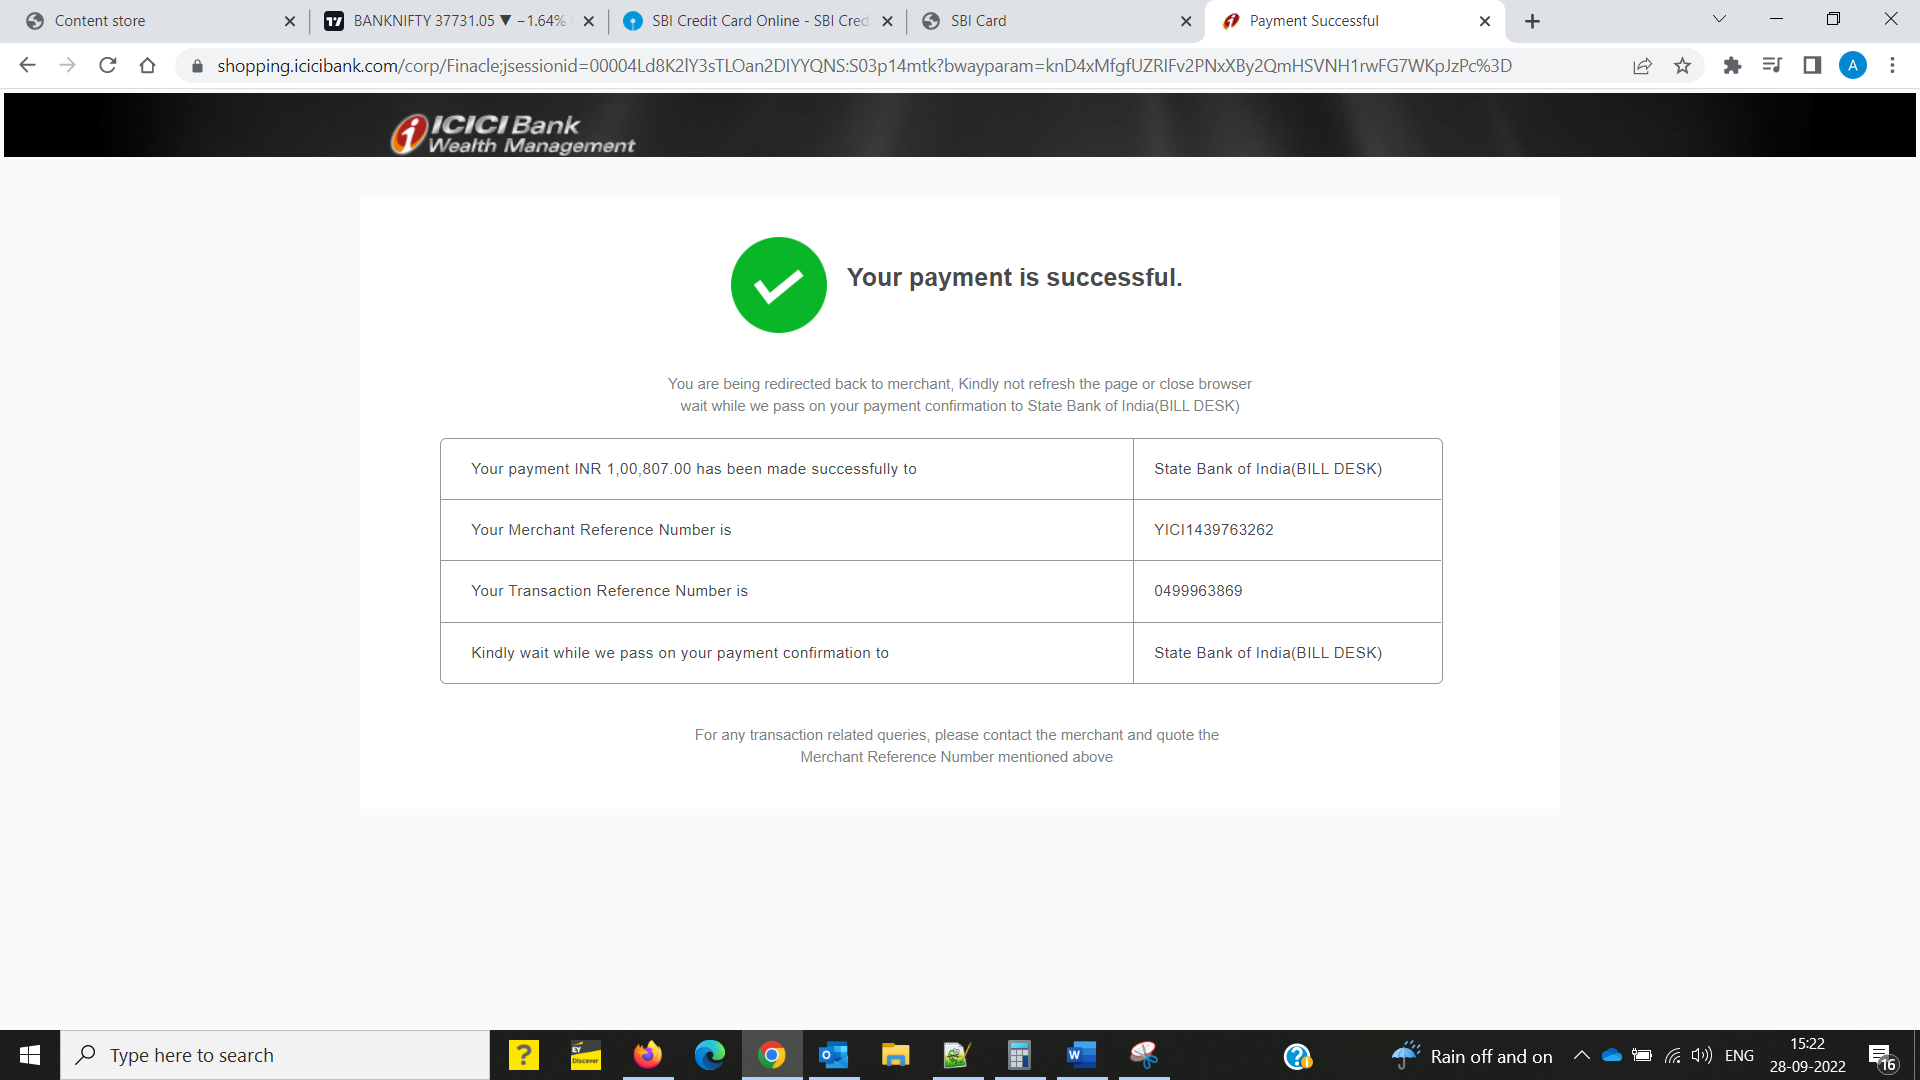 Content store
BANKNIFTY 37731.05 ▼ −1.64%
SBI Credit Card Online - SBI Cred
SBI Card
Payment Successful
shopping.icicibank.com/corp/Finacle;jsessionid=00004Ld8K2lY3sTLOan2DIYYQNS:S03p14mtk?bwayparam=knD4xMfgfUZRIFv2PNxXBy2QmHSVNH1rwFG7WKpJzPc%3D
A
ICICI Bank
Wealth Management
Your payment is successful.
You are being redirected back to merchant, Kindly not refresh the page or close browser
wait while we pass on your payment confirmation to State Bank of India(BILL DESK)
Your payment INR 1,00,807.00 has been made successfully to State Bank of India(BILL DESK)
Your Merchant Reference Number is YICI1439763262
Your Transaction Reference Number is 0499963869
Kindly wait while we pass on your payment confirmation to State Bank of India(BILL DESK)
For any transaction related queries, please contact the merchant and quote the
Merchant Reference Number mentioned above
Type here to search
EY
Discover
Rain off and on
ENG
15:22
28-09-2022
16